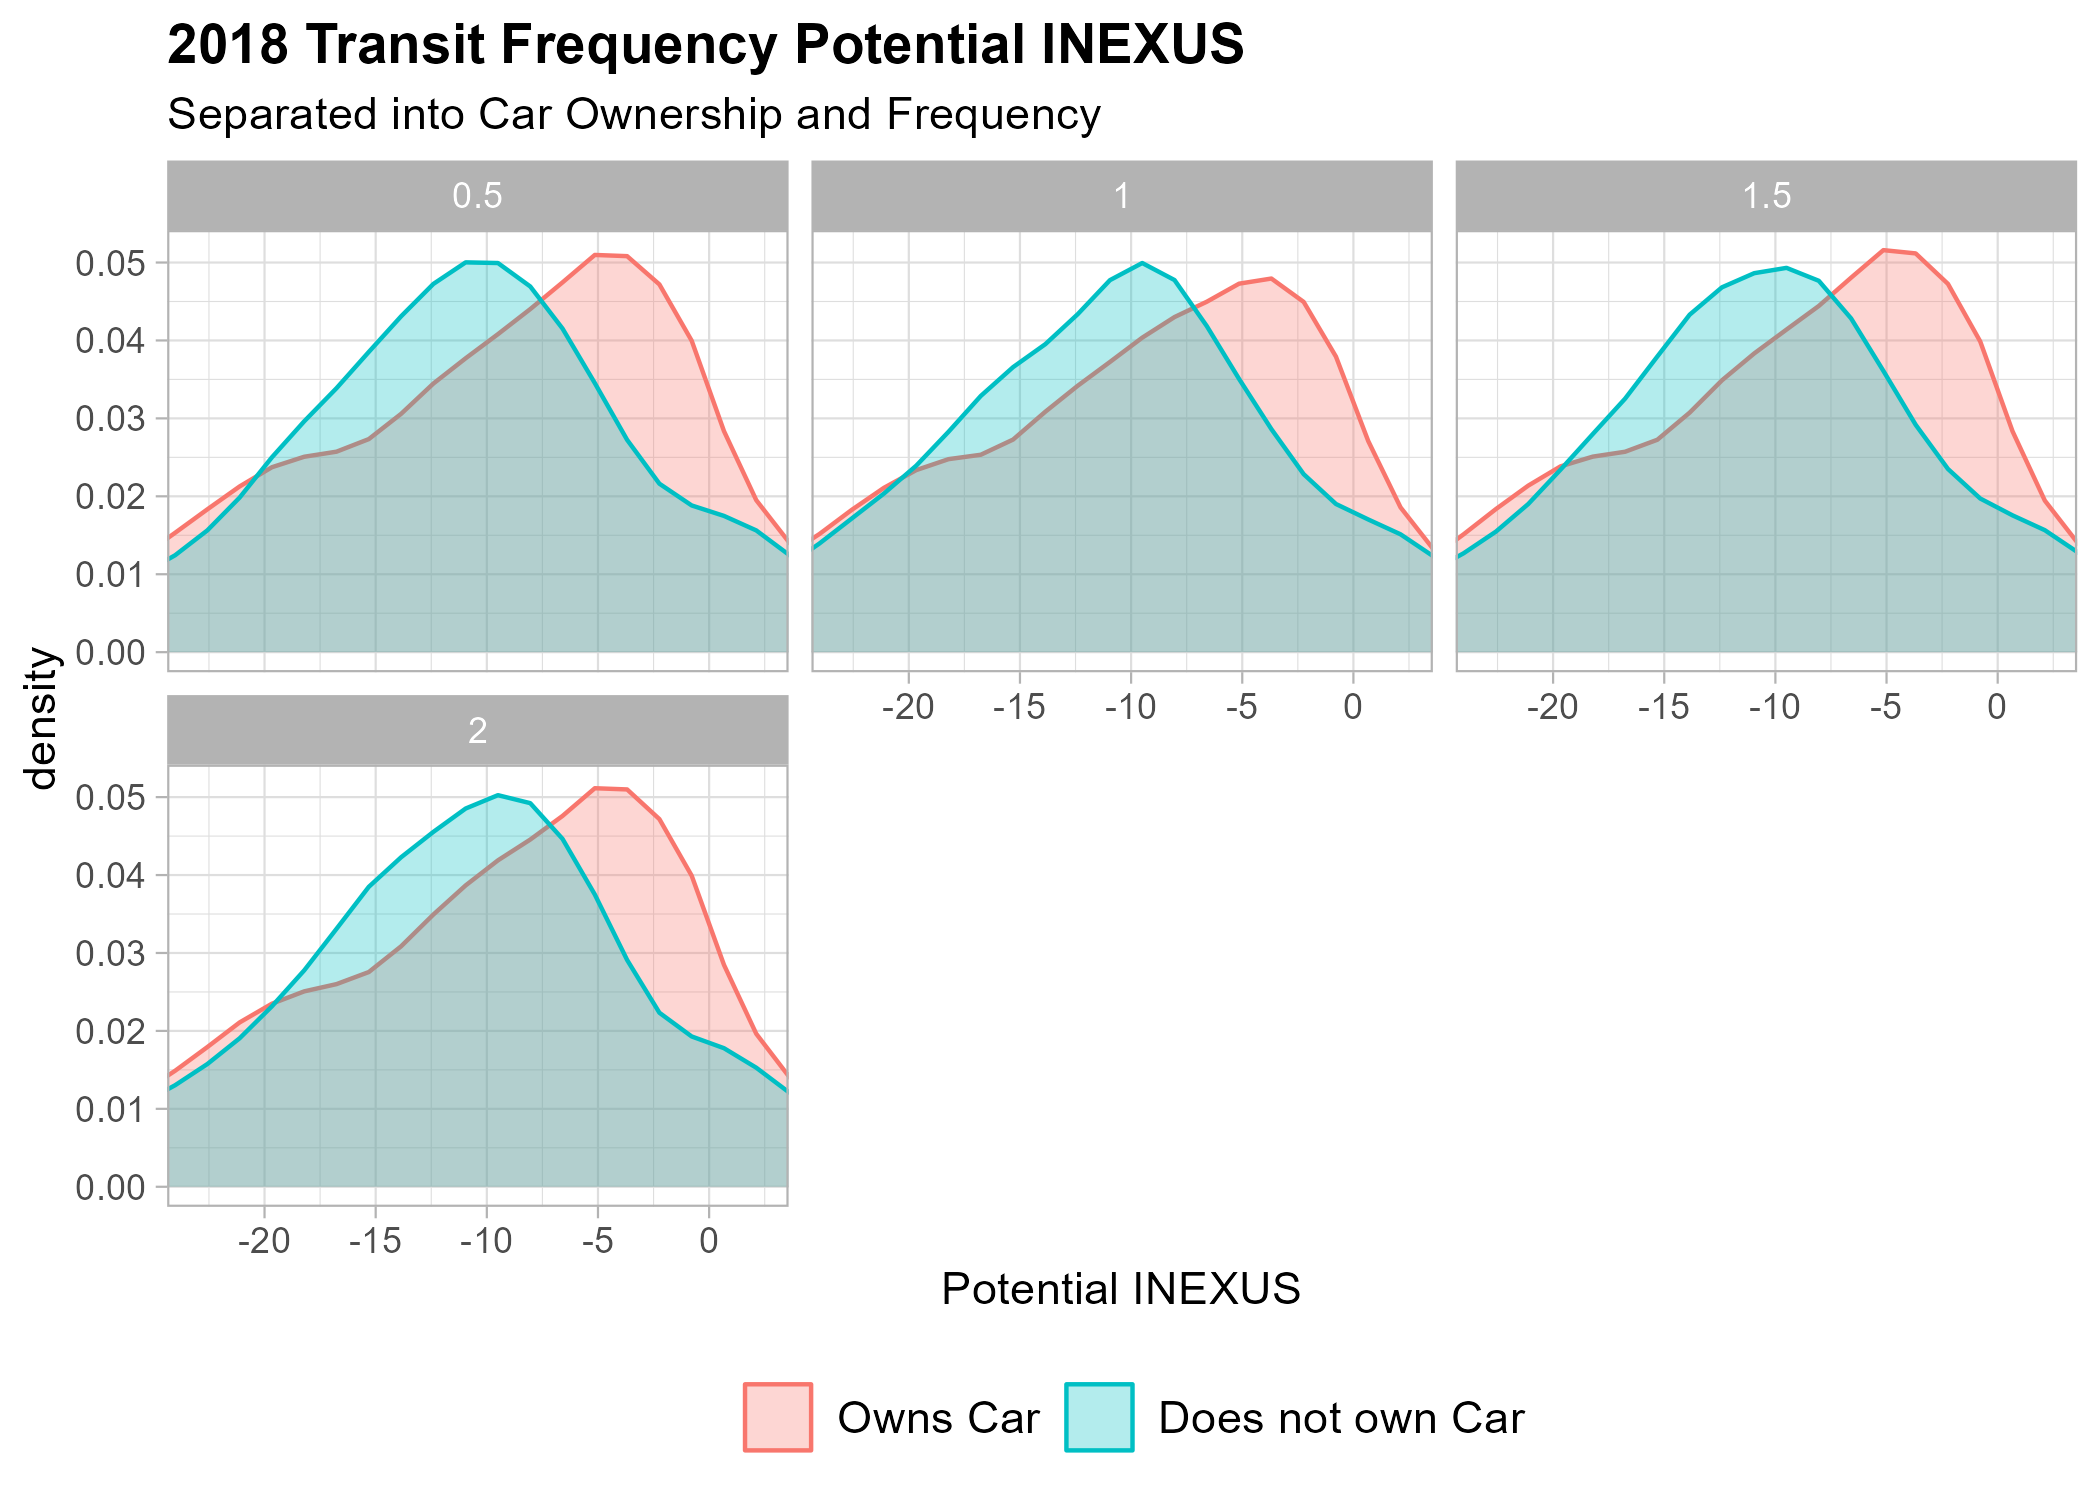 2018 Transit Frequency Potential INEXUS
Separated into Car Ownership and Frequency
0.5
1
1.5
0.05
0.04
0.03
0.02
0.01
0.00
-20 -15 -10 -5 0
-20 -15 -10 -5 0
density
2
0.05
0.04
0.03
0.02
0.01
0.00
-20 -15 -10 -5 0
Potential INEXUS
Owns Car
Does not own Car